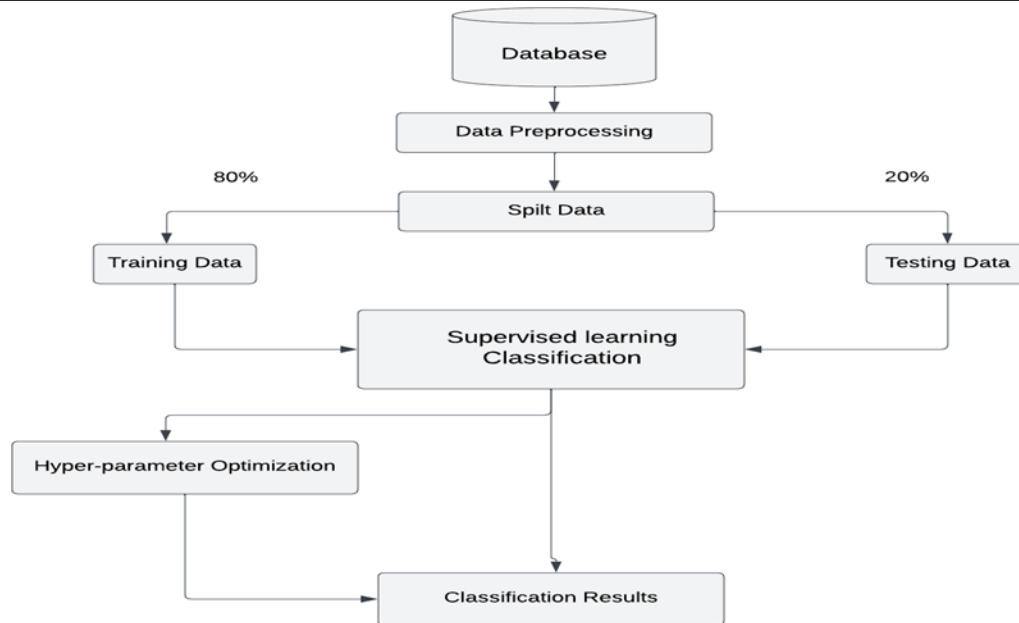 Database
Data Preprocessing
80%
20%
Spilt Data
Training Data
Testing Data
Supervised learning
Classification
Hyper-parameter Optimization
Classification Results